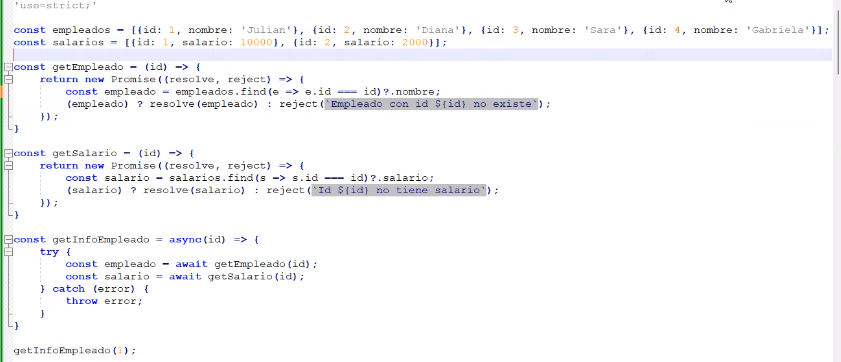 'use=strict;'
const empleados = [{id: 1, nombre: 'Julian'}, {id: 2, nombre: 'Diana'}, {id: 3, nombre: 'Sara'}, {id: 4, nombre: 'Gabriela'}];
const salarios = [{id: 1, salario: 10000}, {id: 2, salario: 2000}];
const getEmpleado = (id) => {
return new Promise((resolve, reject) => {
const empleado = empleados.find(e => e.id === id)?.nombre;
(empleado) ? resolve(empleado) : reject(`Empleado con id ${id} no existe`);
});
}
const getSalario = (id) => {
return new Promise((resolve, reject) => {
const salario = salarios.find(s => s.id === id)?.salario;
(salario) ? resolve(salario) : reject(`Id ${id} no tiene salario`);
});
}
const getInfoEmpleado = async(id) => {
try {
const empleado = await getEmpleado(id);
const salario = await getSalario(id);
} catch (error) {
throw error;
}
}
getInfoEmpleado(1);